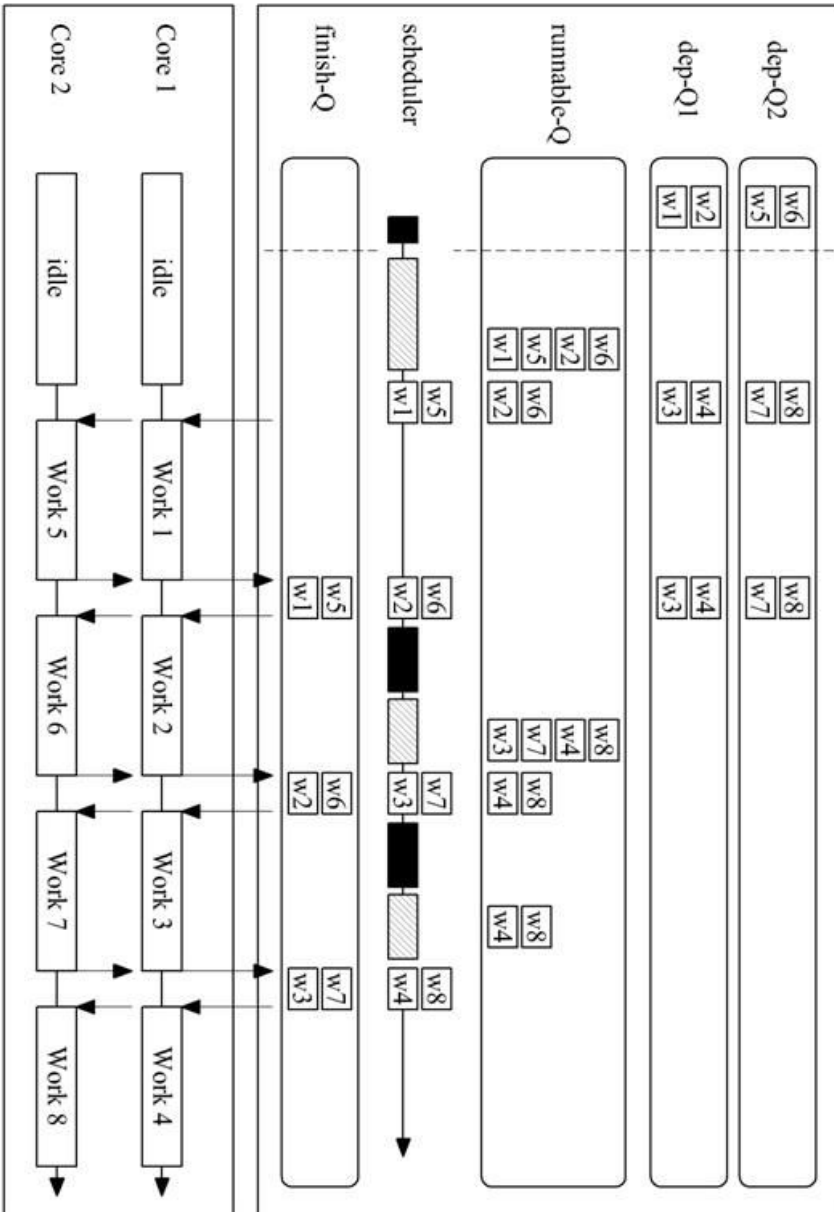 dep-Q2
w6 w8 w8
w5 w7 w7
dep-Q1
w2 w4 w4
w1 w3 w3
runnable-Q
w6 w8
w2 w4
w5 w6 w7 w8 w8
w1 w2 w3 w4 w4
scheduler
w5 w6 w7 w8
w1 w2 w3 w4
finish-Q
w5 w6 w7
w1 w2 w3
Core 1 idle Work 1 Work 2 Work 3 Work 4
Core 2 idle Work 5 Work 6 Work 7 Work 8